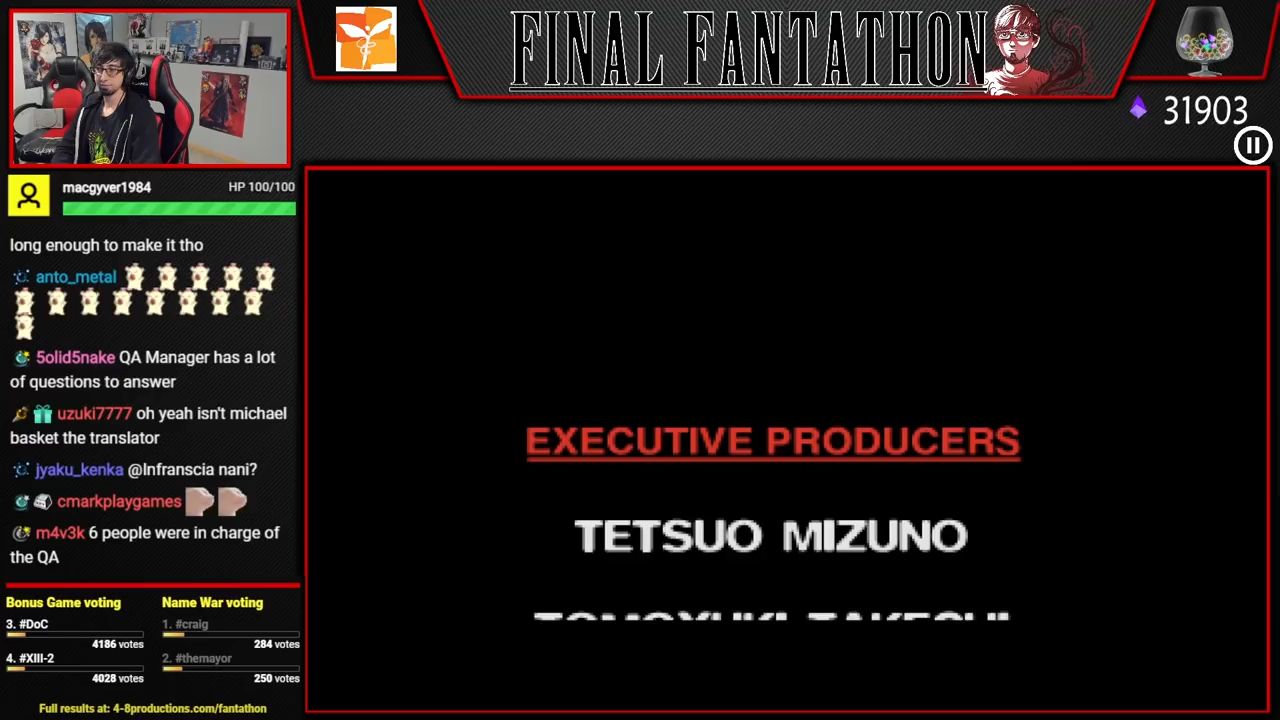 FINAL FANTATHON
31903
macgyver1984 HP 100/100
long enough to make it tho
anto_metal
5olid5nake QA Manager has a lot
of questions to answer
uzuki7777 oh yeah isn't michael
basket the translator
jyaku_kenka @Infranscia nani?
cmarkplaygames
m4v3k 6 people were in charge of
the QA
Bonus Game voting
3. #DoC
4186 votes
4. #XIII-2
4028 votes
Name War voting
1. #craig
284 votes
2. #themayor
250 votes
Full results at: 4-8productions.com/fantathon
EXECUTIVE PRODUCERS
TETSUO MIZUNO